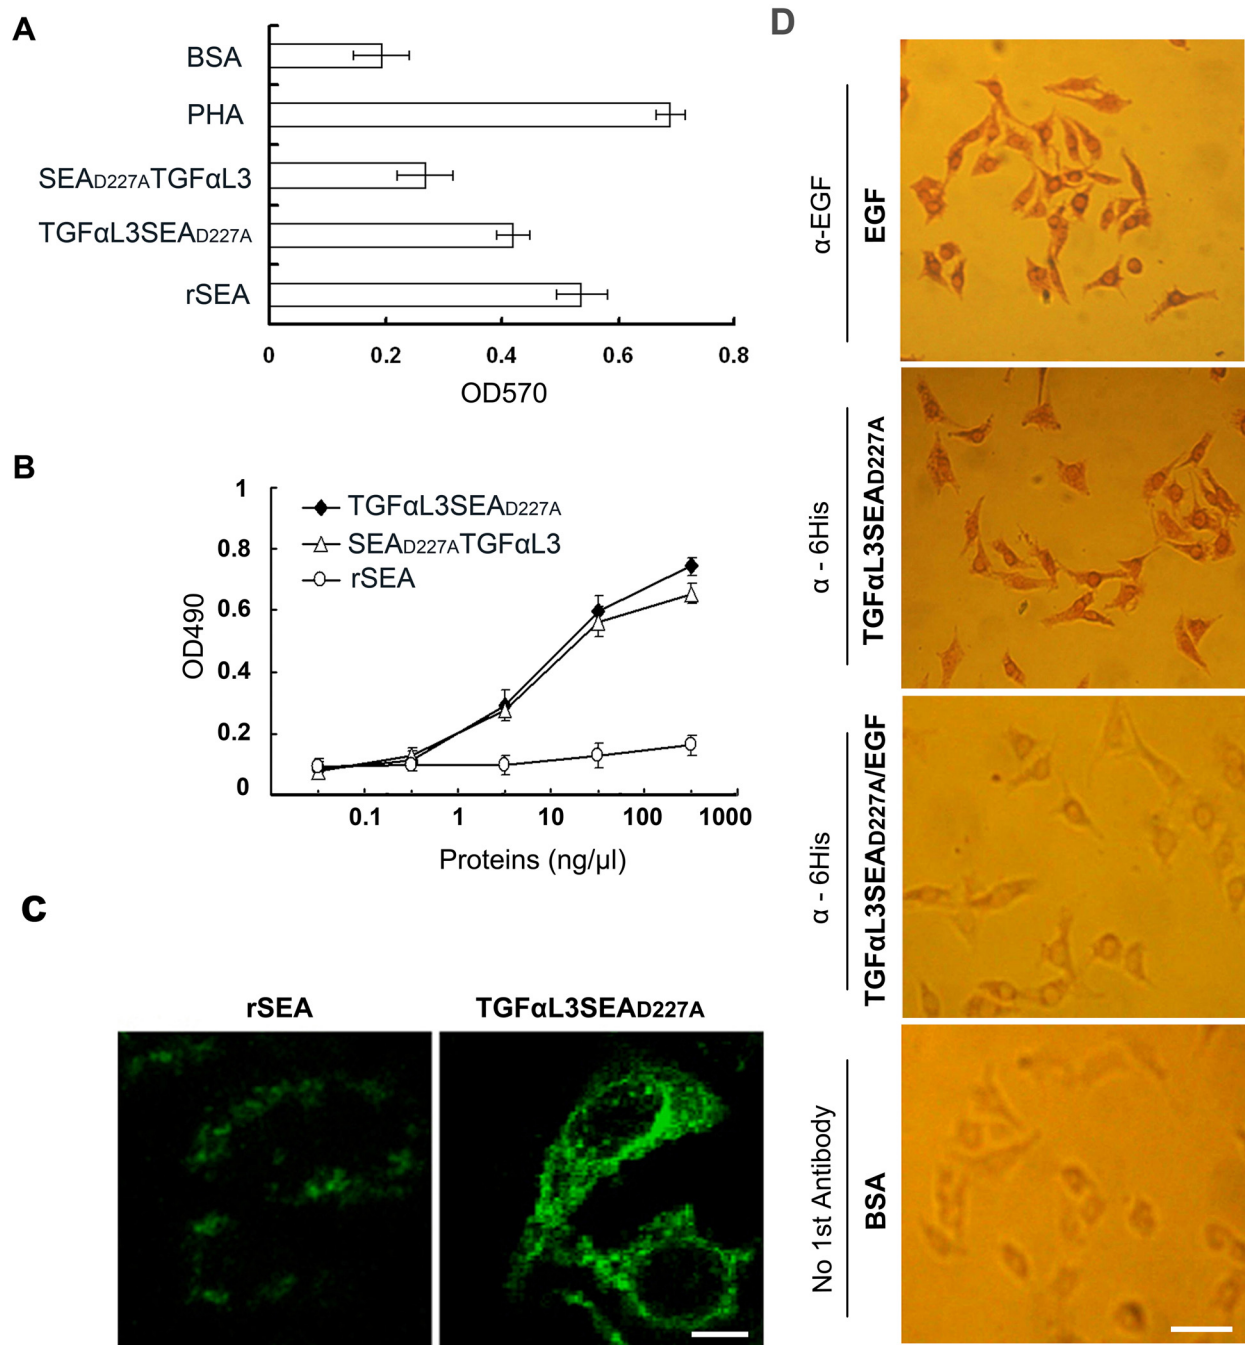 A
BSA
PHA
SEAD227ATGFαL3
TGFαL3SEAD227A
rSEA
0 0.2 0.4 0.6 0.8
OD570
B
OD490
1
0.8
0.6
0.4
0.2
0
TGFαL3SEAD227A
SEAD227ATGFαL3
rSEA
0.1 1 10 100 1000
Proteins (ng/µl)
C
rSEA TGFαL3SEAD227A
D
α-EGF
EGF
α - 6His
TGFαL3SEAD227A
α - 6His
TGFαL3SEAD227A/EGF
No 1st Antibody
BSA